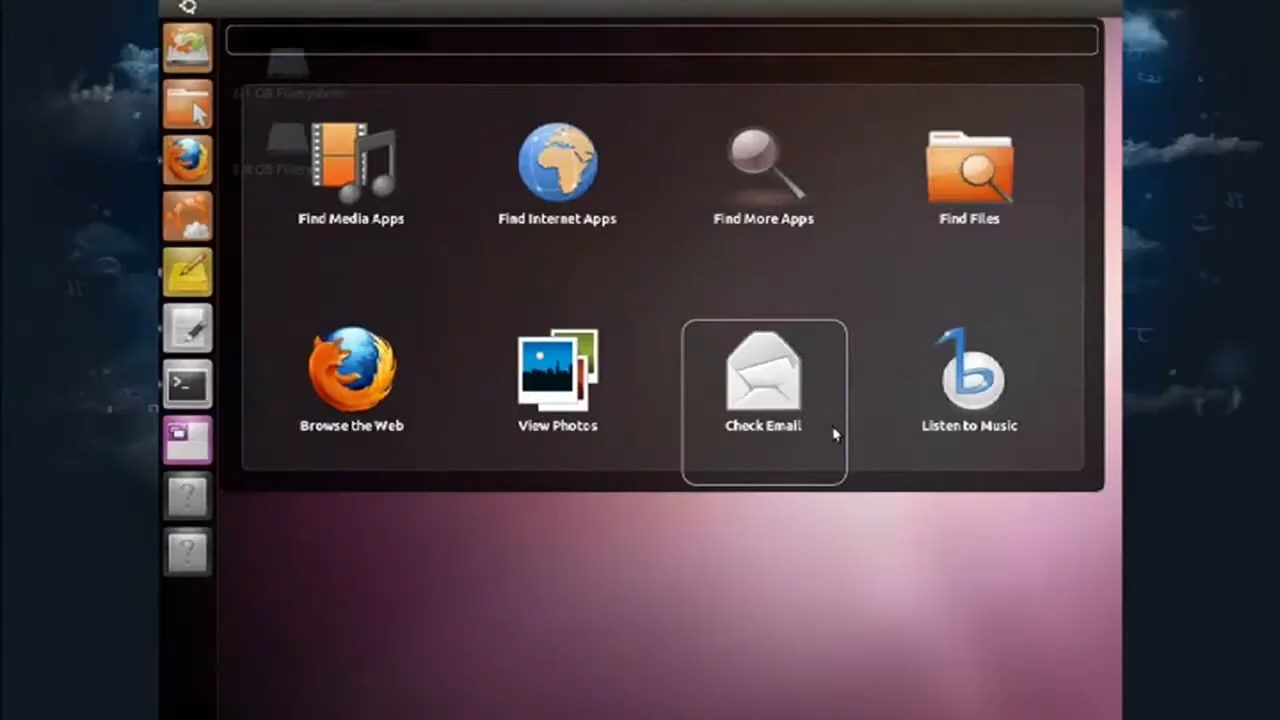 Find Media Apps
Find Internet Apps
Find More Apps
Find Files
Browse the Web
View Photos
Check Email
Listen to Music